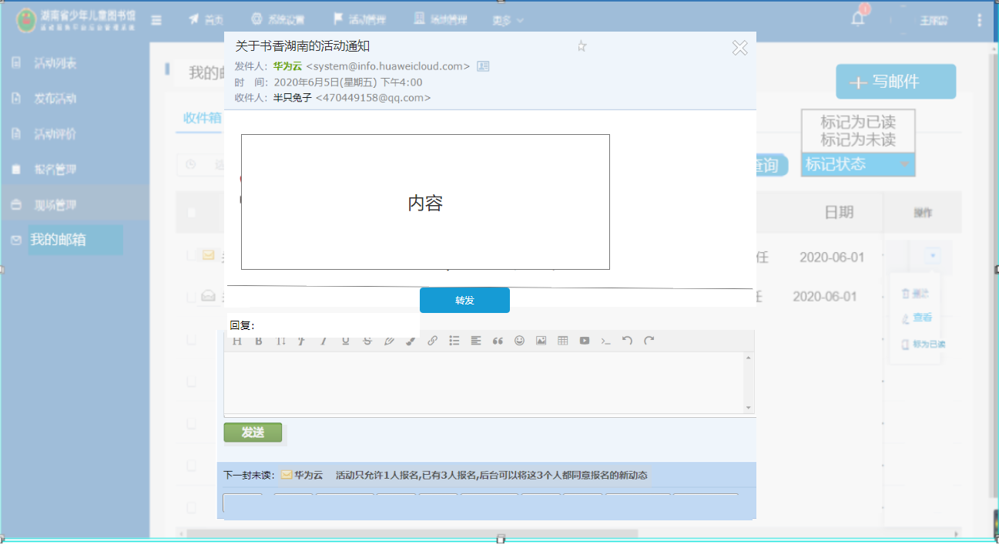 湖南省少年儿童图书馆
首页 系统设置 活动管理 场馆管理 更多
1
活动列表
发布活动
活动评价
报名管理
现场管理
我的邮箱
我的邮
收件箱
写邮件
标记为已读
标记为未读
标记状态
查询
日期 操作
任 2020-06-01
任 2020-06-01
删除
查看
标为已读
关于书香湖南的活动通知
发件人: 华为云 <system@info.huaweicloud.com>
时 间: 2020年6月5日(星期五) 下午4:00
收件人: 半只兔子 <470449158@qq.com>
内容
转发
回复:
发送
下一封未读: 华为云 活动只允许1人报名,已有3人报名,后台可以将这3个人都同意报名的新动态